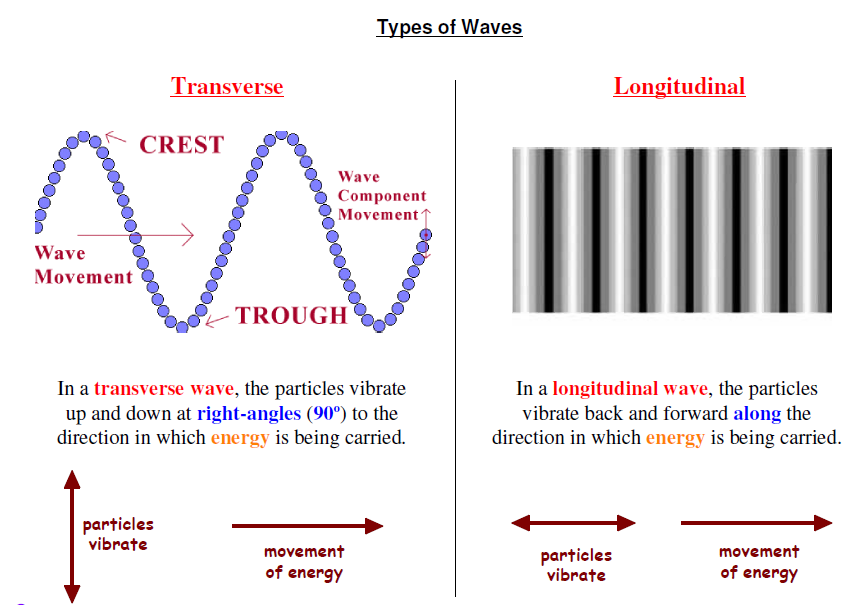 Types of Waves
Transverse
CREST
Wave
Component
Movement
Wave
Movement
TROUGH
In a transverse wave, the particles vibrate
up and down at right-angles (90º) to the
direction in which energy is being carried.
particles
vibrate
movement
of energy
Longitudinal
In a longitudinal wave, the particles
vibrate back and forward along the
direction in which energy is being carried.
particles
vibrate
movement
of energy